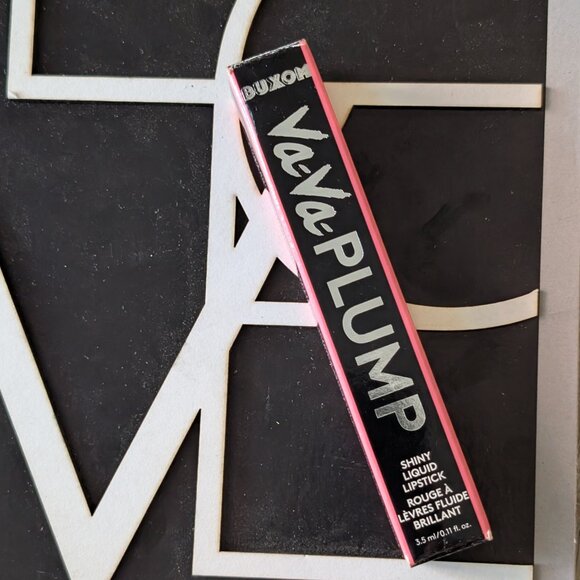 BUXOM
Va-Va-
PLUMP
SHINY
LIQUID
LIPSTICK
ROUGE À
LÈVRES FLUIDE
BRILLANT
3.5 ml/0.11 fl. oz.